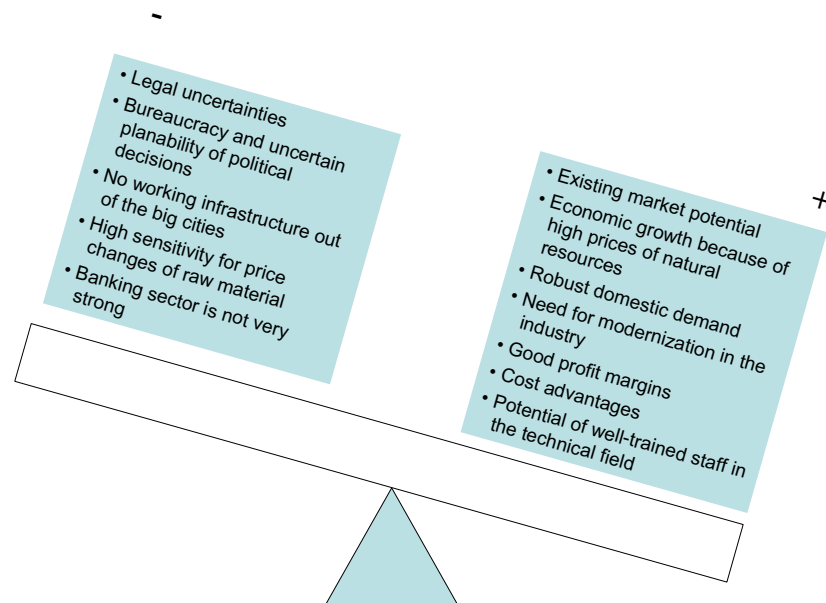 -
• Legal uncertainties
• Bureaucracy and uncertain
planability of political
decisions
• No working infrastructure out
of the big cities
• High sensitivity for price
changes of raw material
• Banking sector is not very
strong
+
• Existing market potential
• Economic growth because of
high prices of natural
resources
• Robust domestic demand
• Need for modernization in the
industry
• Good profit margins
• Cost advantages
• Potential of well-trained staff in
the technical field